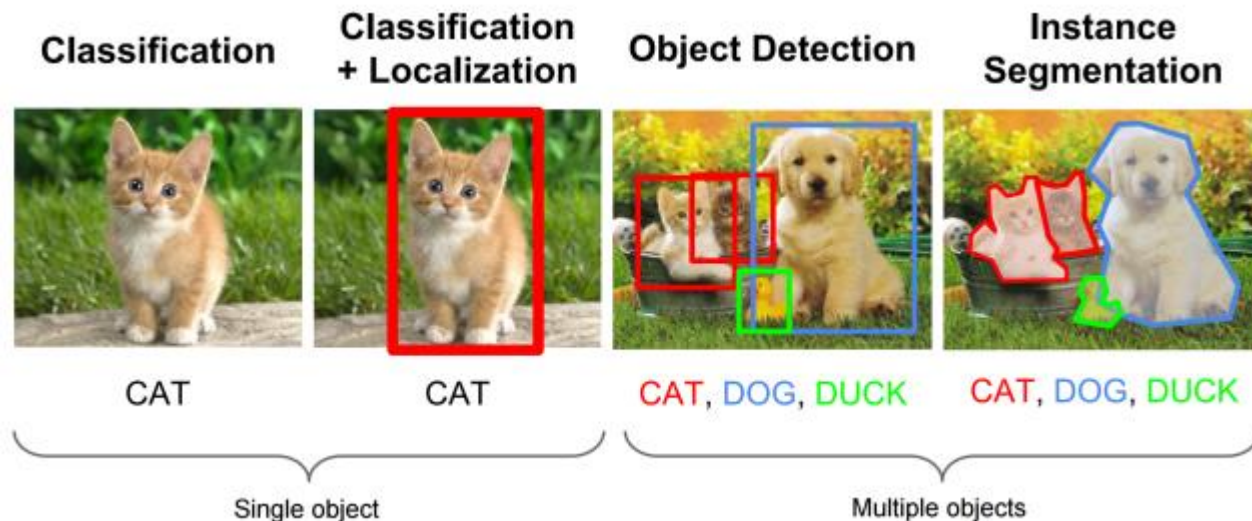 Classification
Classification
+ Localization
Object Detection
Instance
Segmentation
CAT
CAT
CAT, DOG, DUCK
CAT, DOG, DUCK
Single object
Multiple objects